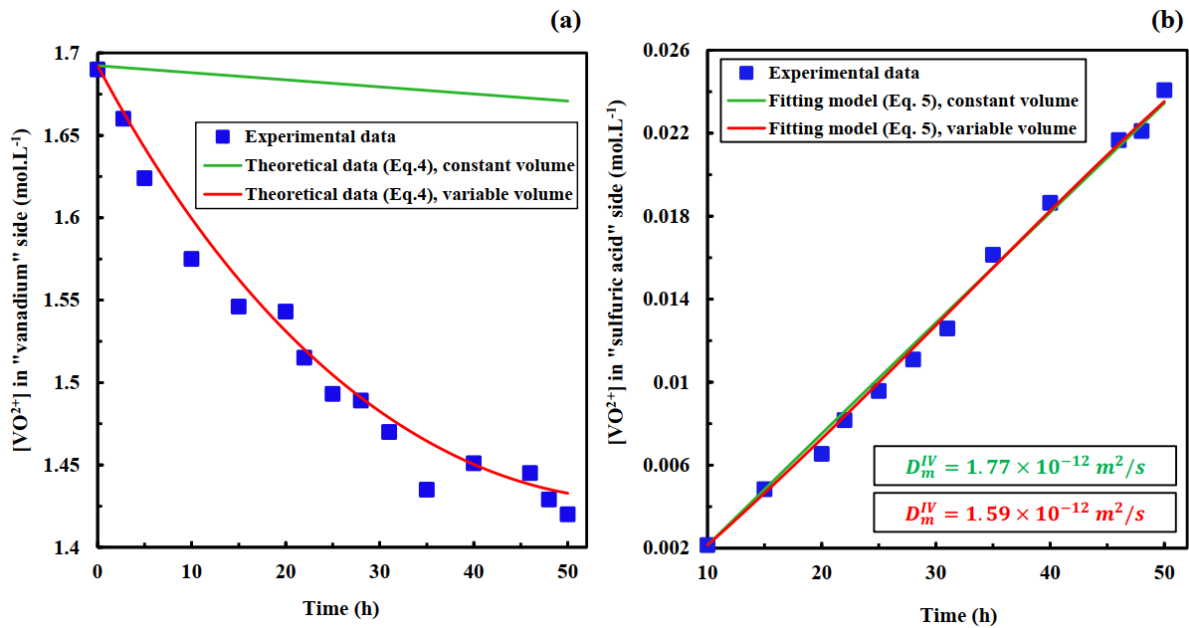 (a)
[VO²⁺] in "vanadium" side (mol.L⁻¹)
1.7
1.65
1.6
1.55
1.5
1.45
1.4
Experimental data
Theoretical data (Eq.4), constant volume
Theoretical data (Eq.4), variable volume
0
10
20
30
40
50
Time (h)
(b)
[VO²⁺] in "sulfuric acid" side (mol.L⁻¹)
0.026
0.022
0.018
0.014
0.01
0.006
0.002
Experimental data
Fitting model (Eq. 5), constant volume
Fitting model (Eq. 5), variable volume
D_m^{IV} = 1.77 × 10⁻¹² m²/s
D_m^{IV} = 1.59 × 10⁻¹² m²/s
10
20
30
40
50
Time (h)